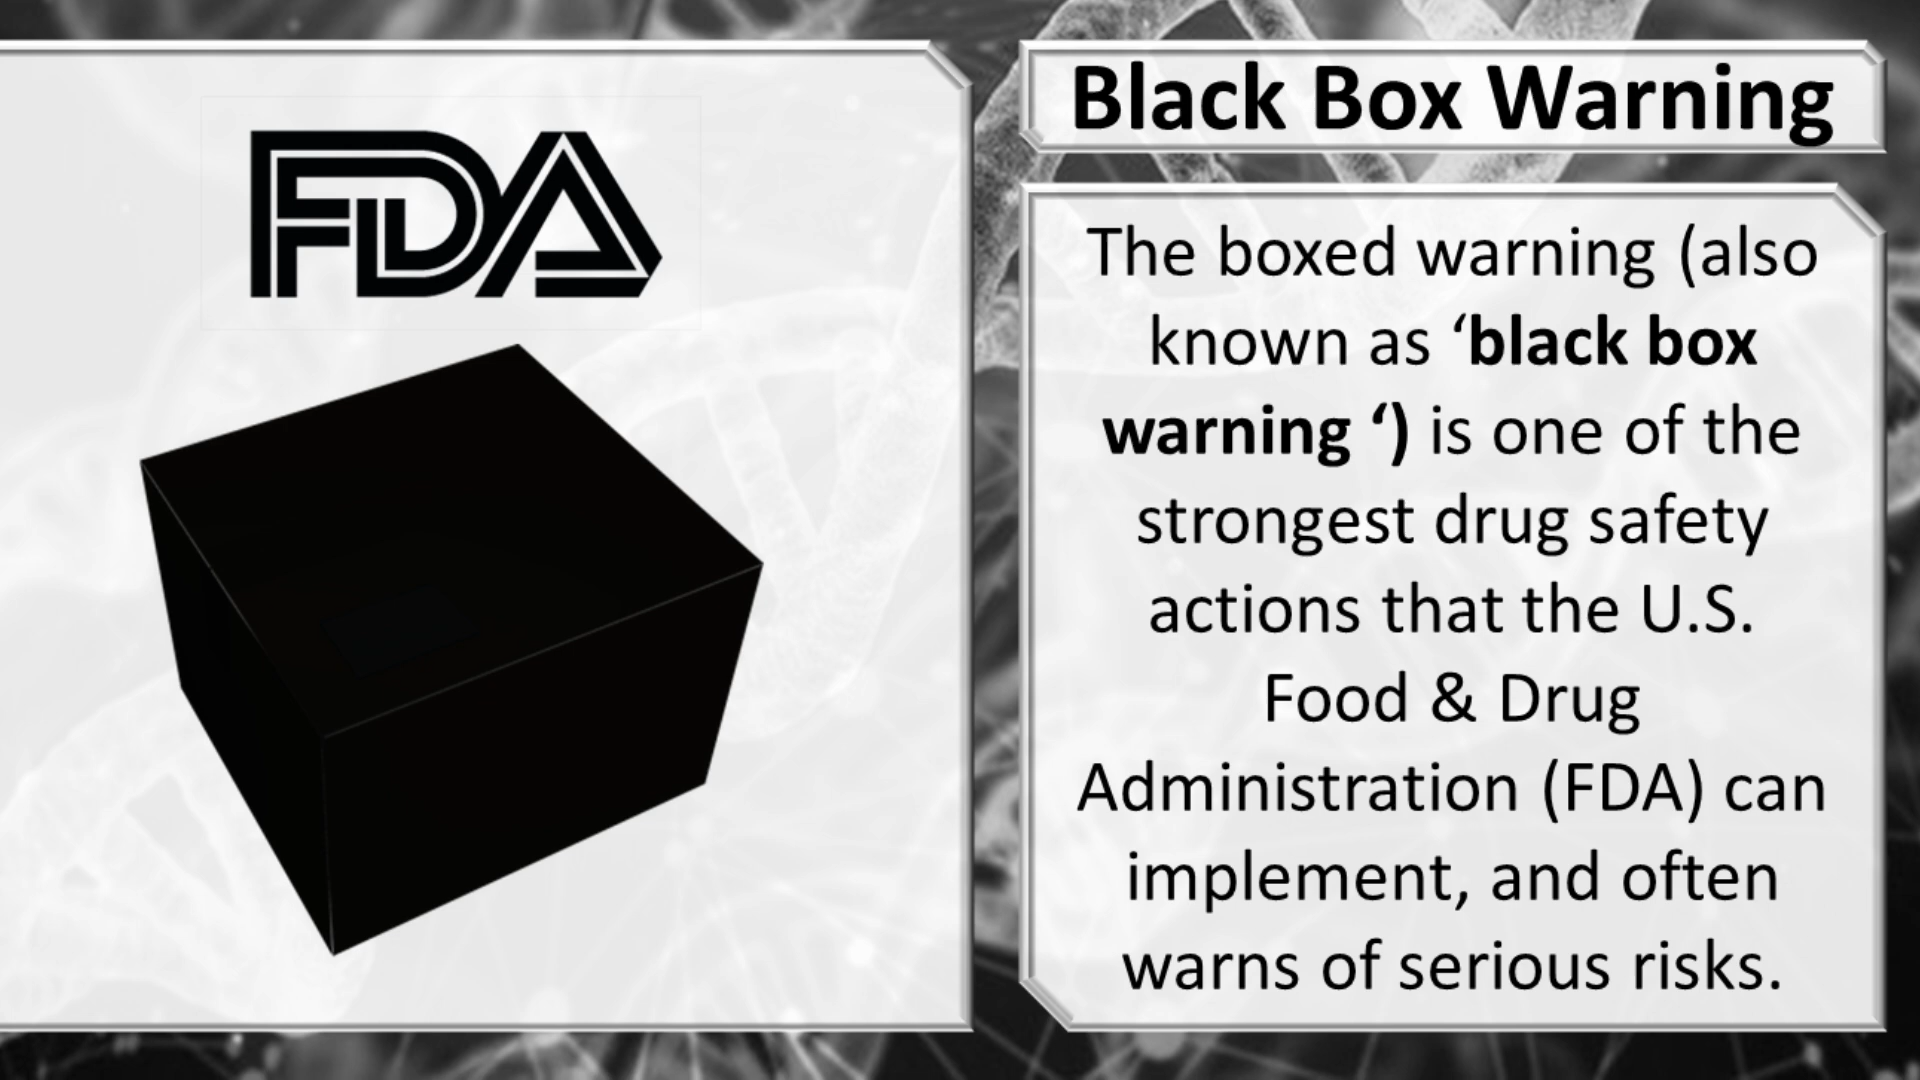 FDA
Black Box Warning
The boxed warning (also
known as ‘black box
warning ‘) is one of the
strongest drug safety
actions that the U.S.
Food & Drug
Administration (FDA) can
implement, and often
warns of serious risks.